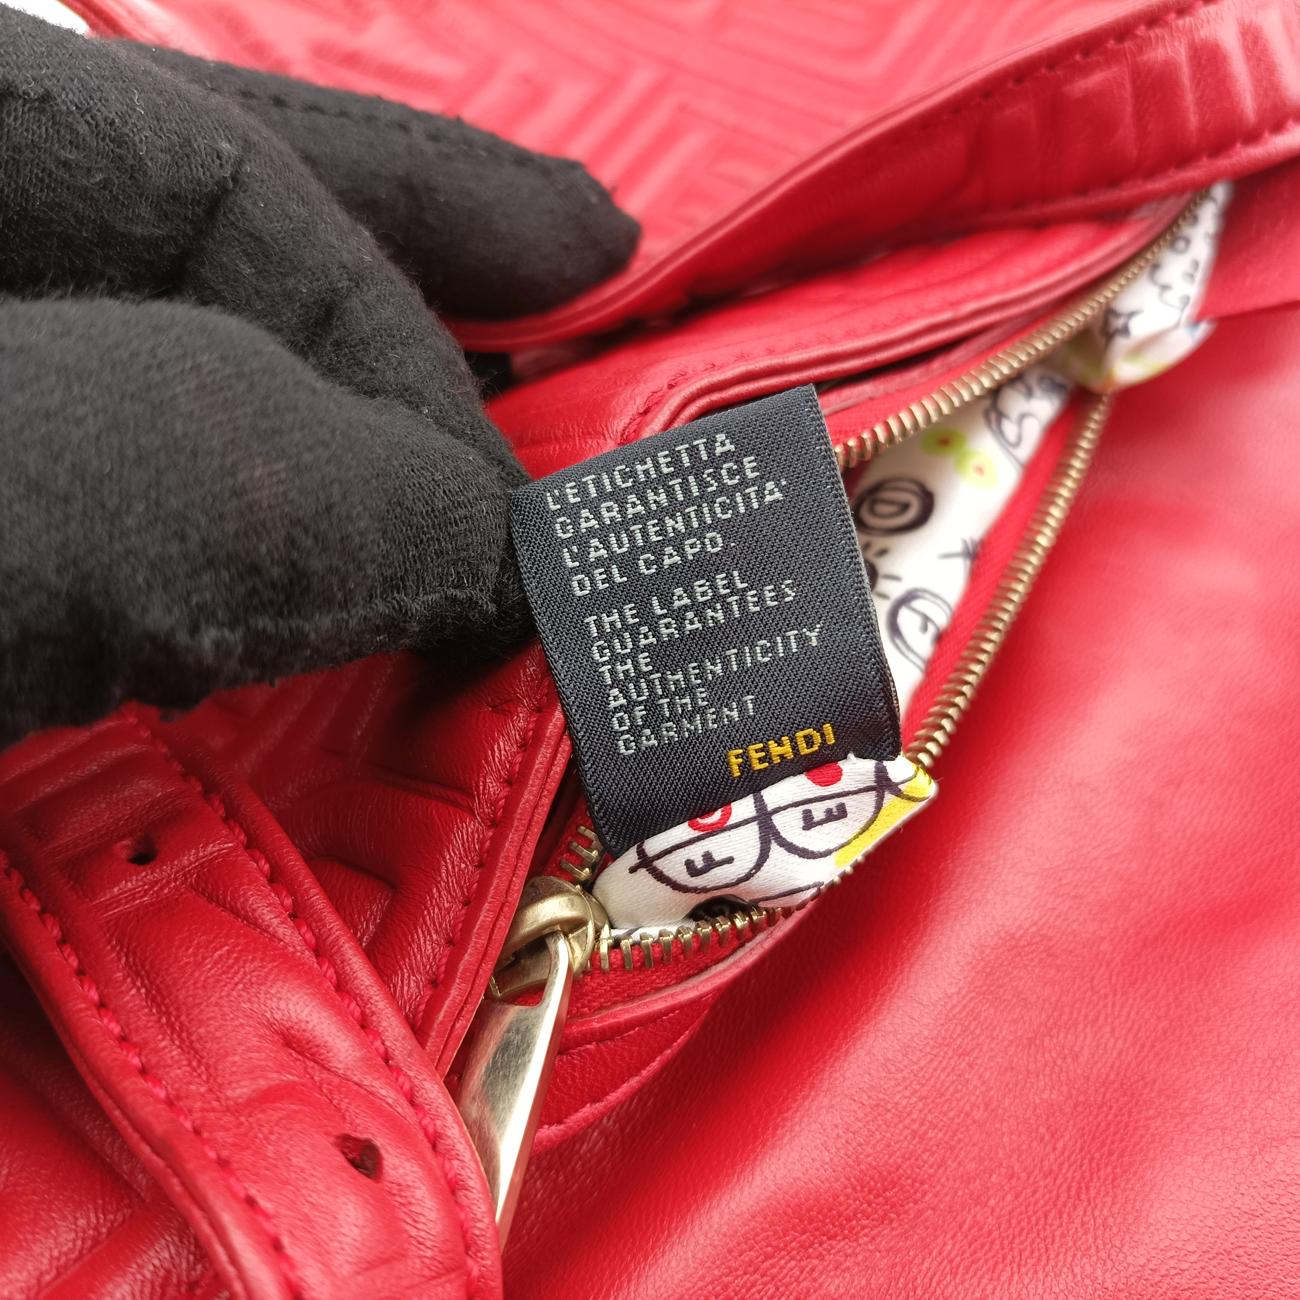 L'ETICHETTA
GARANTISCE
L'AUTENTICITA'
DEL CAPO.
THE LABEL
GUARANTEES
THE
AUTHENTICITY
OF THE
GARMENT
FENDI
F
E